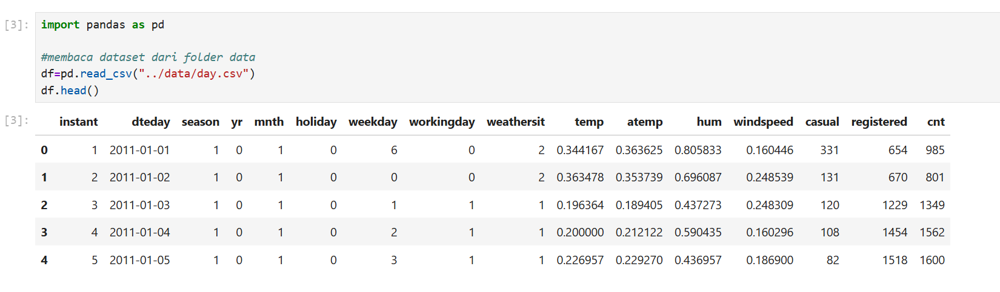 [3]: import pandas as pd
#membaca dataset dari folder data
df=pd.read_csv("../data/day.csv")
df.head()
[3]: instant dteday season yr mnth holiday weekday workingday weathersit temp atemp hum windspeed casual registered cnt
0 1 2011-01-01 1 0 1 0 6 0 2 0.344167 0.363625 0.805833 0.160446 331 654 985
1 2 2011-01-02 1 0 1 0 0 0 2 0.363478 0.353739 0.696087 0.248539 131 670 801
2 3 2011-01-03 1 0 1 0 1 1 1 0.196364 0.189405 0.437273 0.248309 120 1229 1349
3 4 2011-01-04 1 0 1 0 2 1 1 0.200000 0.212122 0.590435 0.160296 108 1454 1562
4 5 2011-01-05 1 0 1 0 3 1 1 0.226957 0.229270 0.436957 0.186900 82 1518 1600